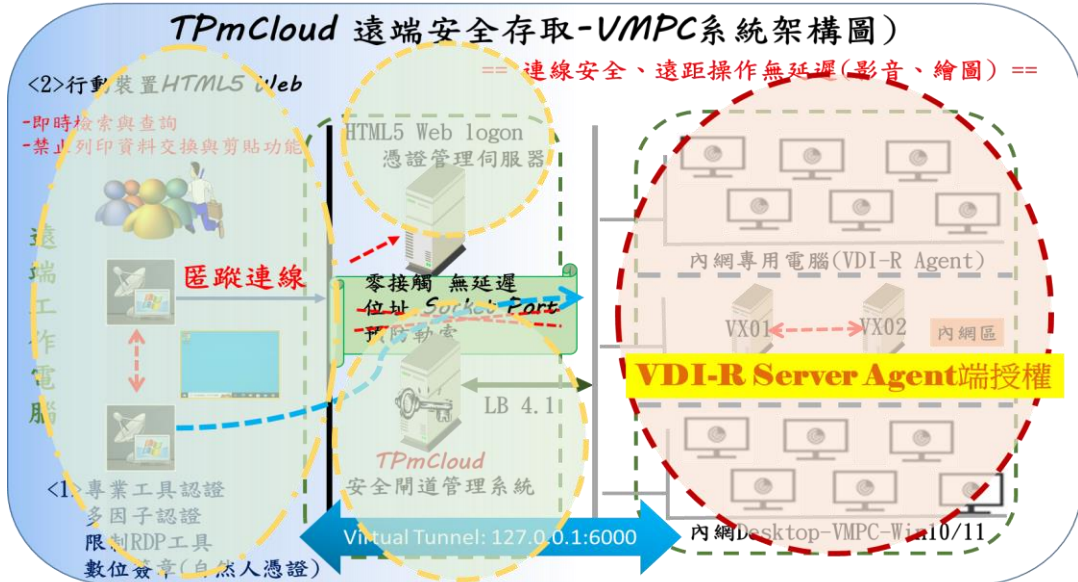 TPmCloud 遠端安全存取-VMPC系統架構圖)
== 連線安全、遠距操作無延遲(影音、繪圖) ==
<2>行動裝置HTML5 Web
-即時檢索與查詢
-禁止列印資料交換與剪貼功能
遠端工作電腦
匿蹤連線
<1>專業工具認證
多因子認證
限制RDP工具
數位簽章(自然人憑證)
HTML5 Web logon
憑證管理伺服器
零接觸 無延遲
位址 Socket Port
預防勒索
LB 4.1
TPmCloud
安全閘道管理系統
Virtual Tunnel: 127.0.0.1:6000
內網專用電腦(VDI-R Agent)
VX01
VX02
內網區
VDI-R Server Agent端授權
內網Desktop-VMPC-Win10/11